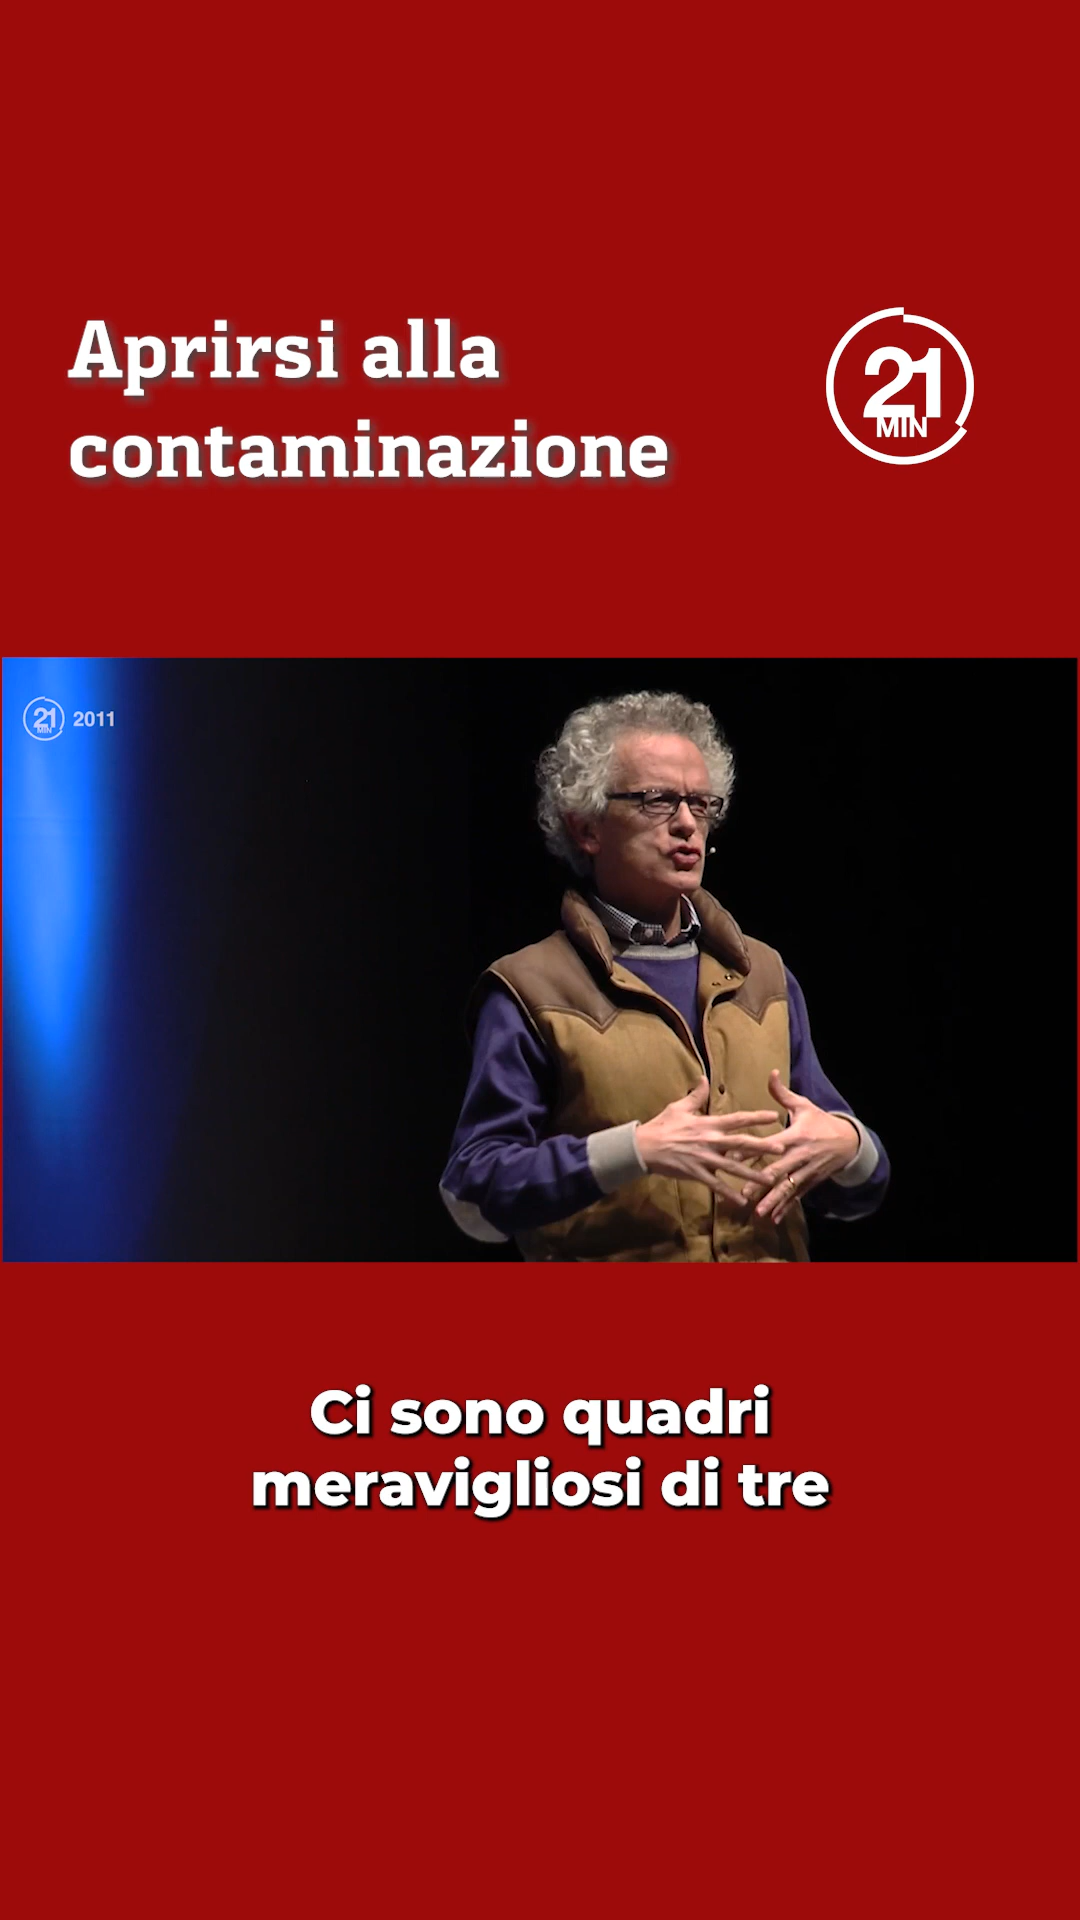 Aprirsi alla
contaminazione
21
MIN
21
MIN
2011
Ci sono quadri
meravigliosi di tre